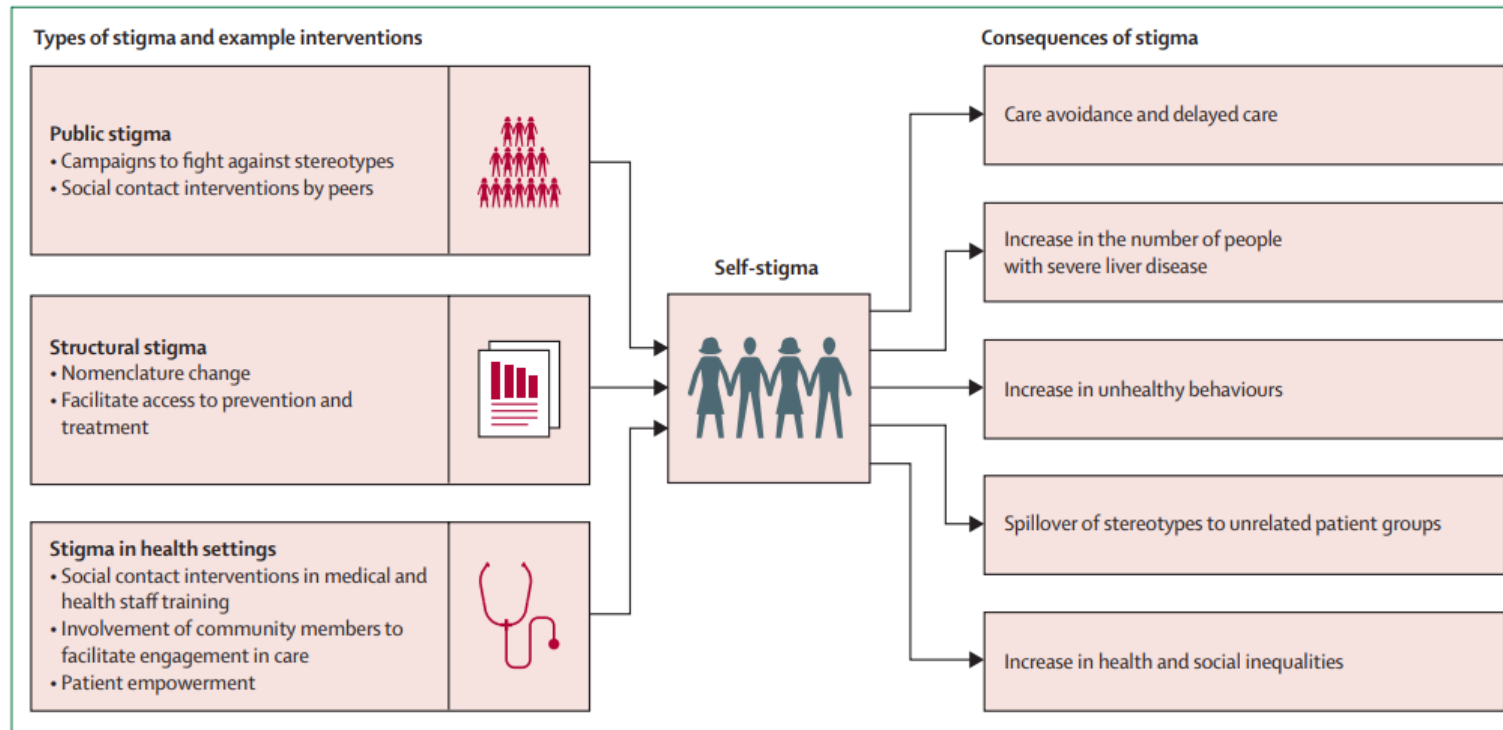 Types of stigma and example interventions
Public stigma
• Campaigns to fight against stereotypes
• Social contact interventions by peers
Structural stigma
• Nomenclature change
• Facilitate access to prevention and
treatment
Stigma in health settings
• Social contact interventions in medical and
health staff training
• Involvement of community members to
facilitate engagement in care
• Patient empowerment
Self-stigma
Consequences of stigma
Care avoidance and delayed care
Increase in the number of people
with severe liver disease
Increase in unhealthy behaviours
Spillover of stereotypes to unrelated patient groups
Increase in health and social inequalities